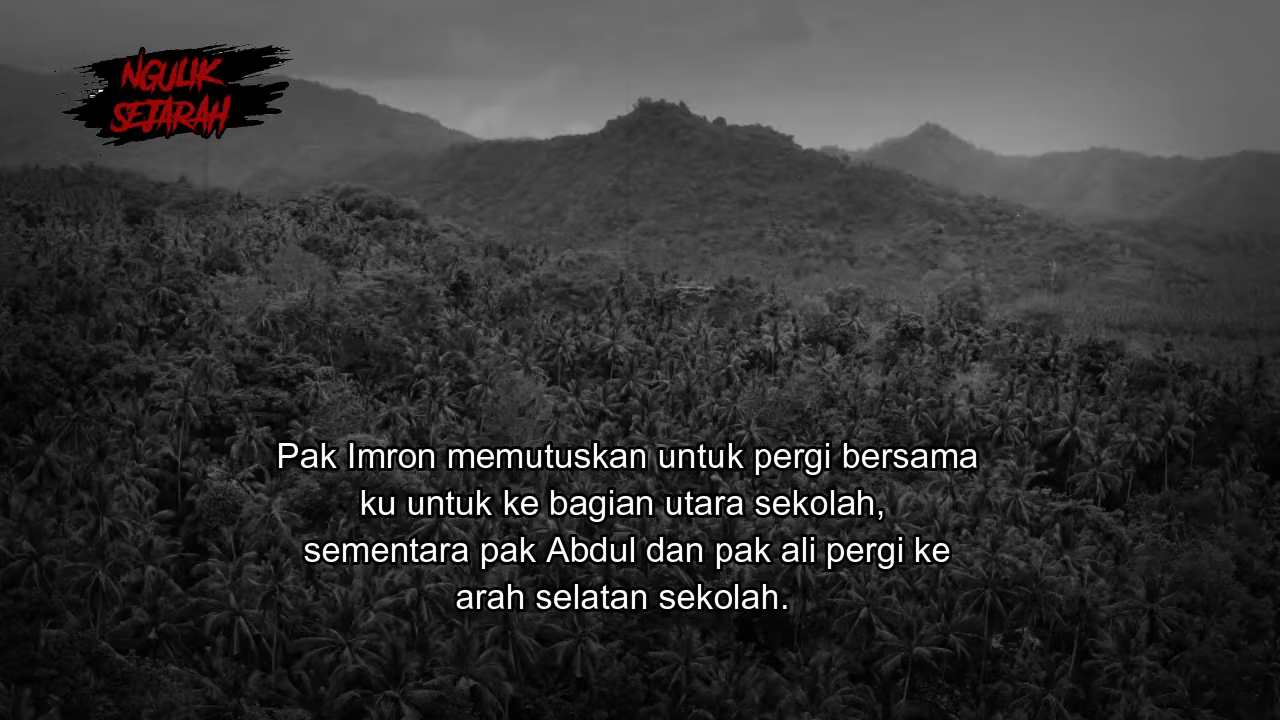 NGULIK
SEJARAH
Pak Imron memutuskan untuk pergi bersama
ku untuk ke bagian utara sekolah,
sementara pak Abdul dan pak ali pergi ke
arah selatan sekolah.